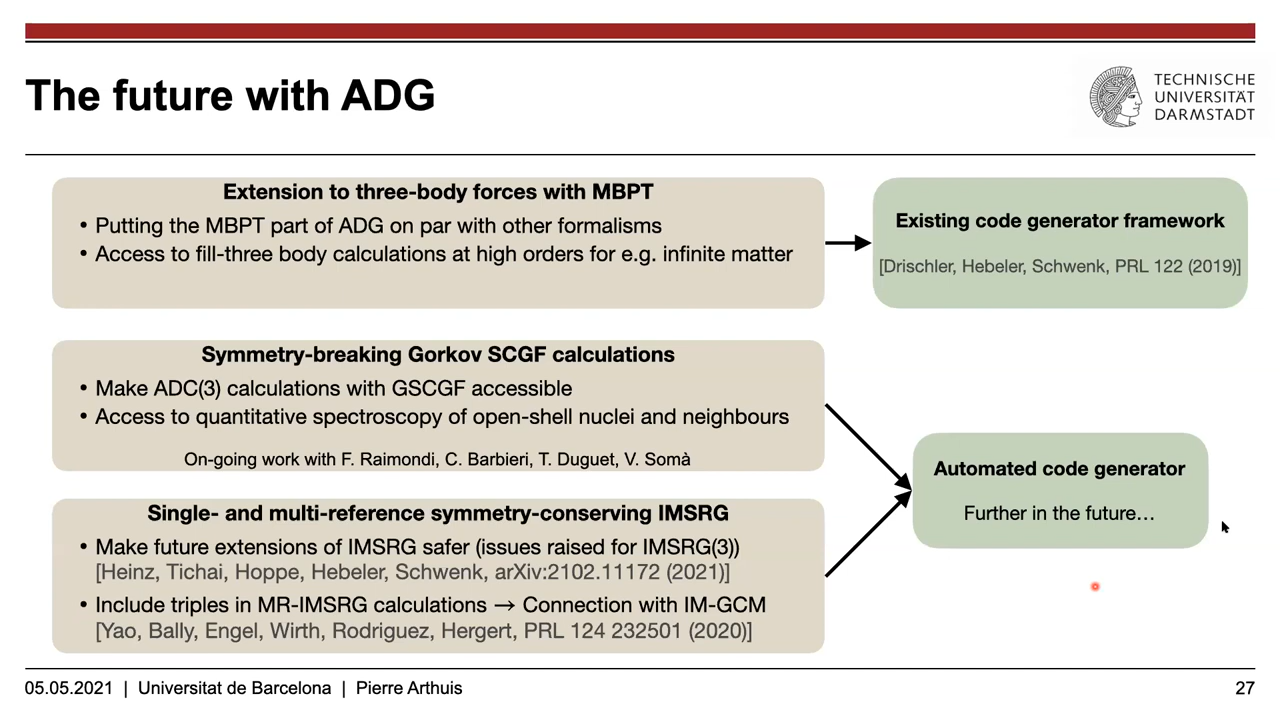 The future with ADG
TECHNISCHE
UNIVERSITÄT
DARMSTADT
Extension to three-body forces with MBPT
• Putting the MBPT part of ADG on par with other formalisms
• Access to fill-three body calculations at high orders for e.g. infinite matter
Existing code generator framework
[Drischler, Hebeler, Schwenk, PRL 122 (2019)]
Symmetry-breaking Gorkov SCGF calculations
• Make ADC(3) calculations with GSCGF accessible
• Access to quantitative spectroscopy of open-shell nuclei and neighbours
On-going work with F. Raimondi, C. Barbieri, T. Duguet, V. Somà
Automated code generator
Further in the future...
Single- and multi-reference symmetry-conserving IMSRG
• Make future extensions of IMSRG safer (issues raised for IMSRG(3))
[Heinz, Tichai, Hoppe, Hebeler, Schwenk, arXiv:2102.11172 (2021)]
• Include triples in MR-IMSRG calculations → Connection with IM-GCM
[Yao, Bally, Engel, Wirth, Rodriguez, Hergert, PRL 124 232501 (2020)]
05.05.2021 | Universitat de Barcelona | Pierre Arthuis
27